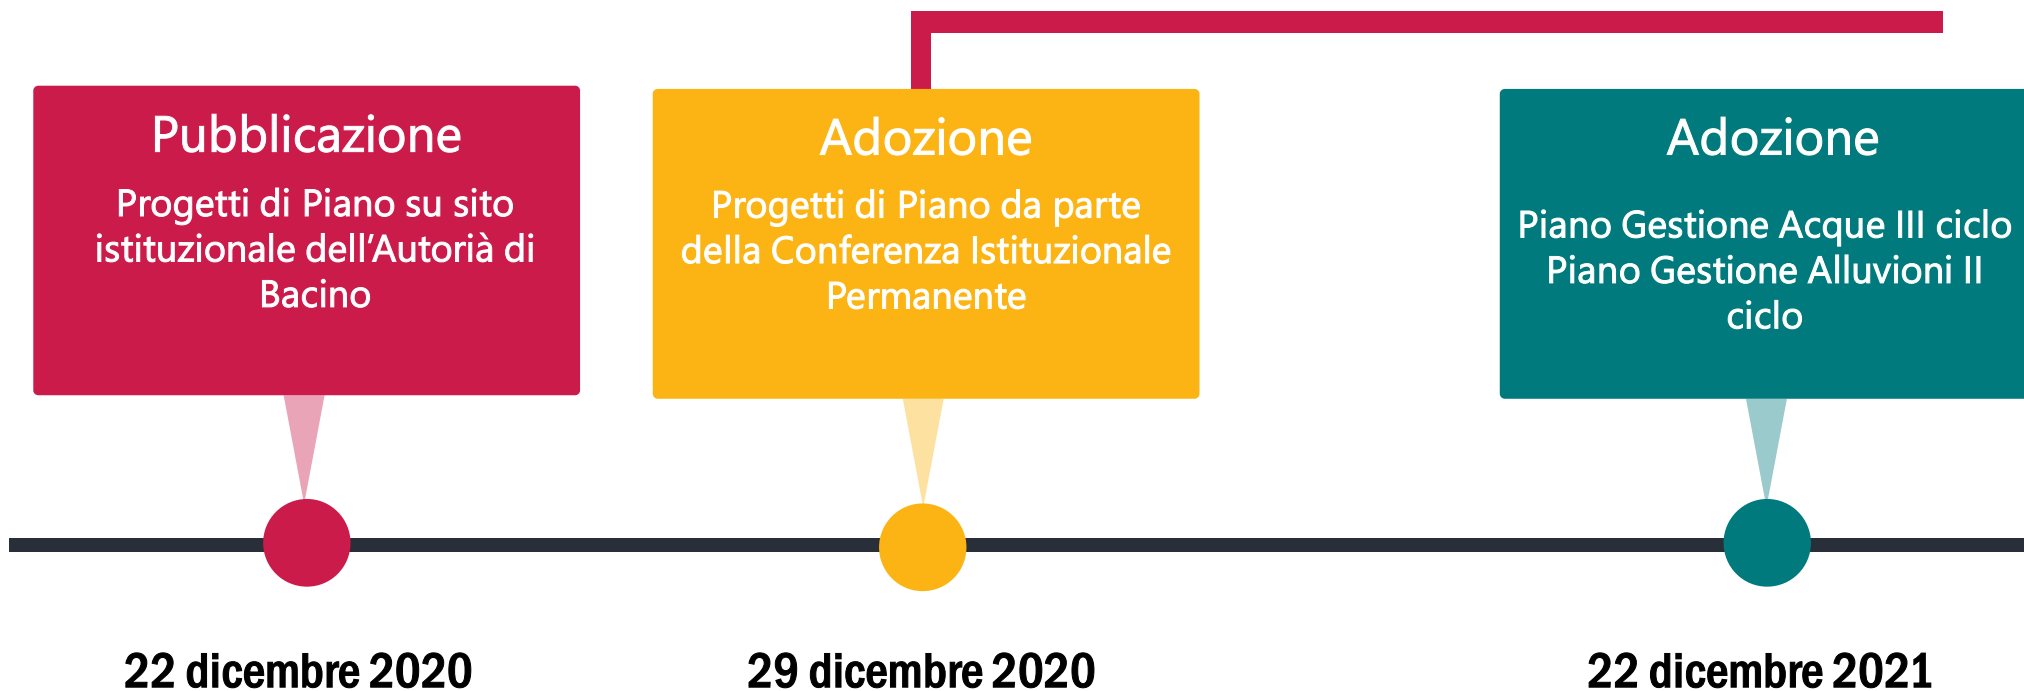 Pubblicazione
Progetti di Piano su sito
istituzionale dell’Autorià di
Bacino
Adozione
Progetti di Piano da parte
della Conferenza Istituzionale
Permanente
Adozione
Piano Gestione Acque III ciclo
Piano Gestione Alluvioni II
ciclo
22 dicembre 2020
29 dicembre 2020
22 dicembre 2021